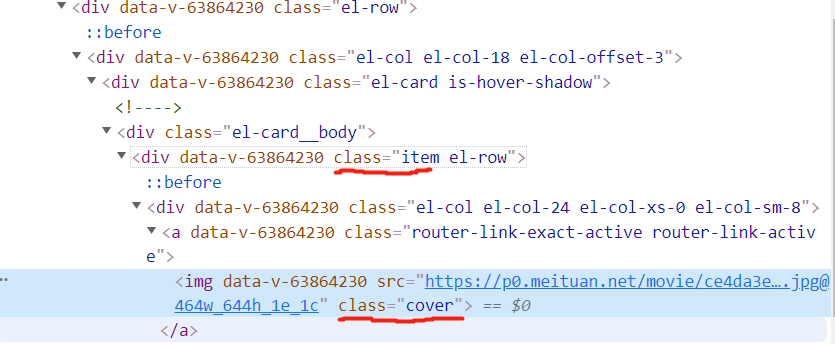 <div data-v-63864230 class="el-row">
::before
<div data-v-63864230 class="el-col el-col-18 el-col-offset-3">
<div data-v-63864230 class="el-card is-hover-shadow">
<!---->
<div class="el-card__body">
<div data-v-63864230 class="item el-row">
::before
<div data-v-63864230 class="el-col el-col-24 el-col-xs-0 el-col-sm-8">
<a data-v-63864230 class="router-link-exact-active router-link-activ
e">
… <img data-v-63864230 src="https://p0.meituan.net/movie/ce4da3e….jpg@
464w_644h_1e_1c" class="cover"> == $0
</a>